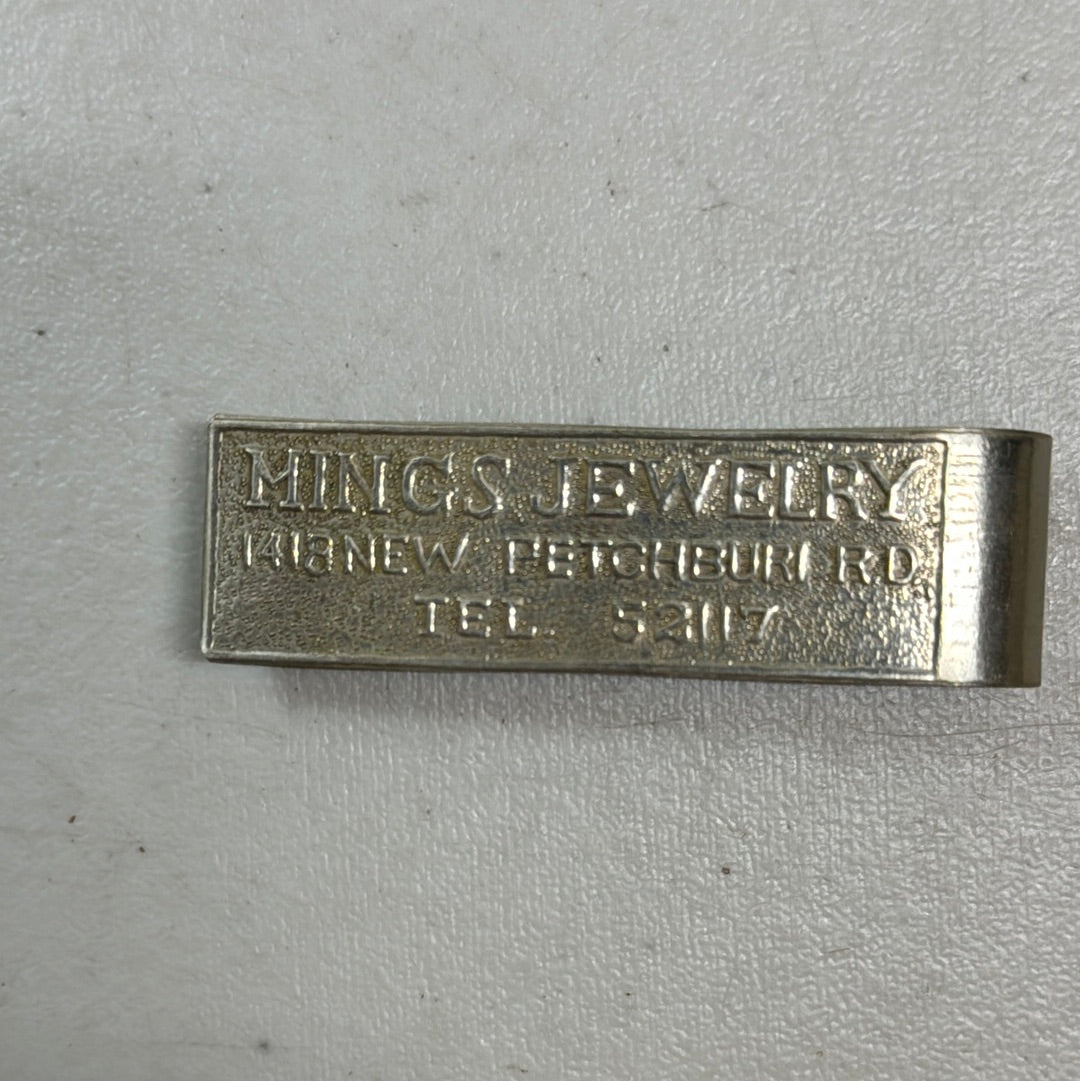 MINGS JEWELRY
1418 NEW. PETCHBURI RD.
TEL. 52117